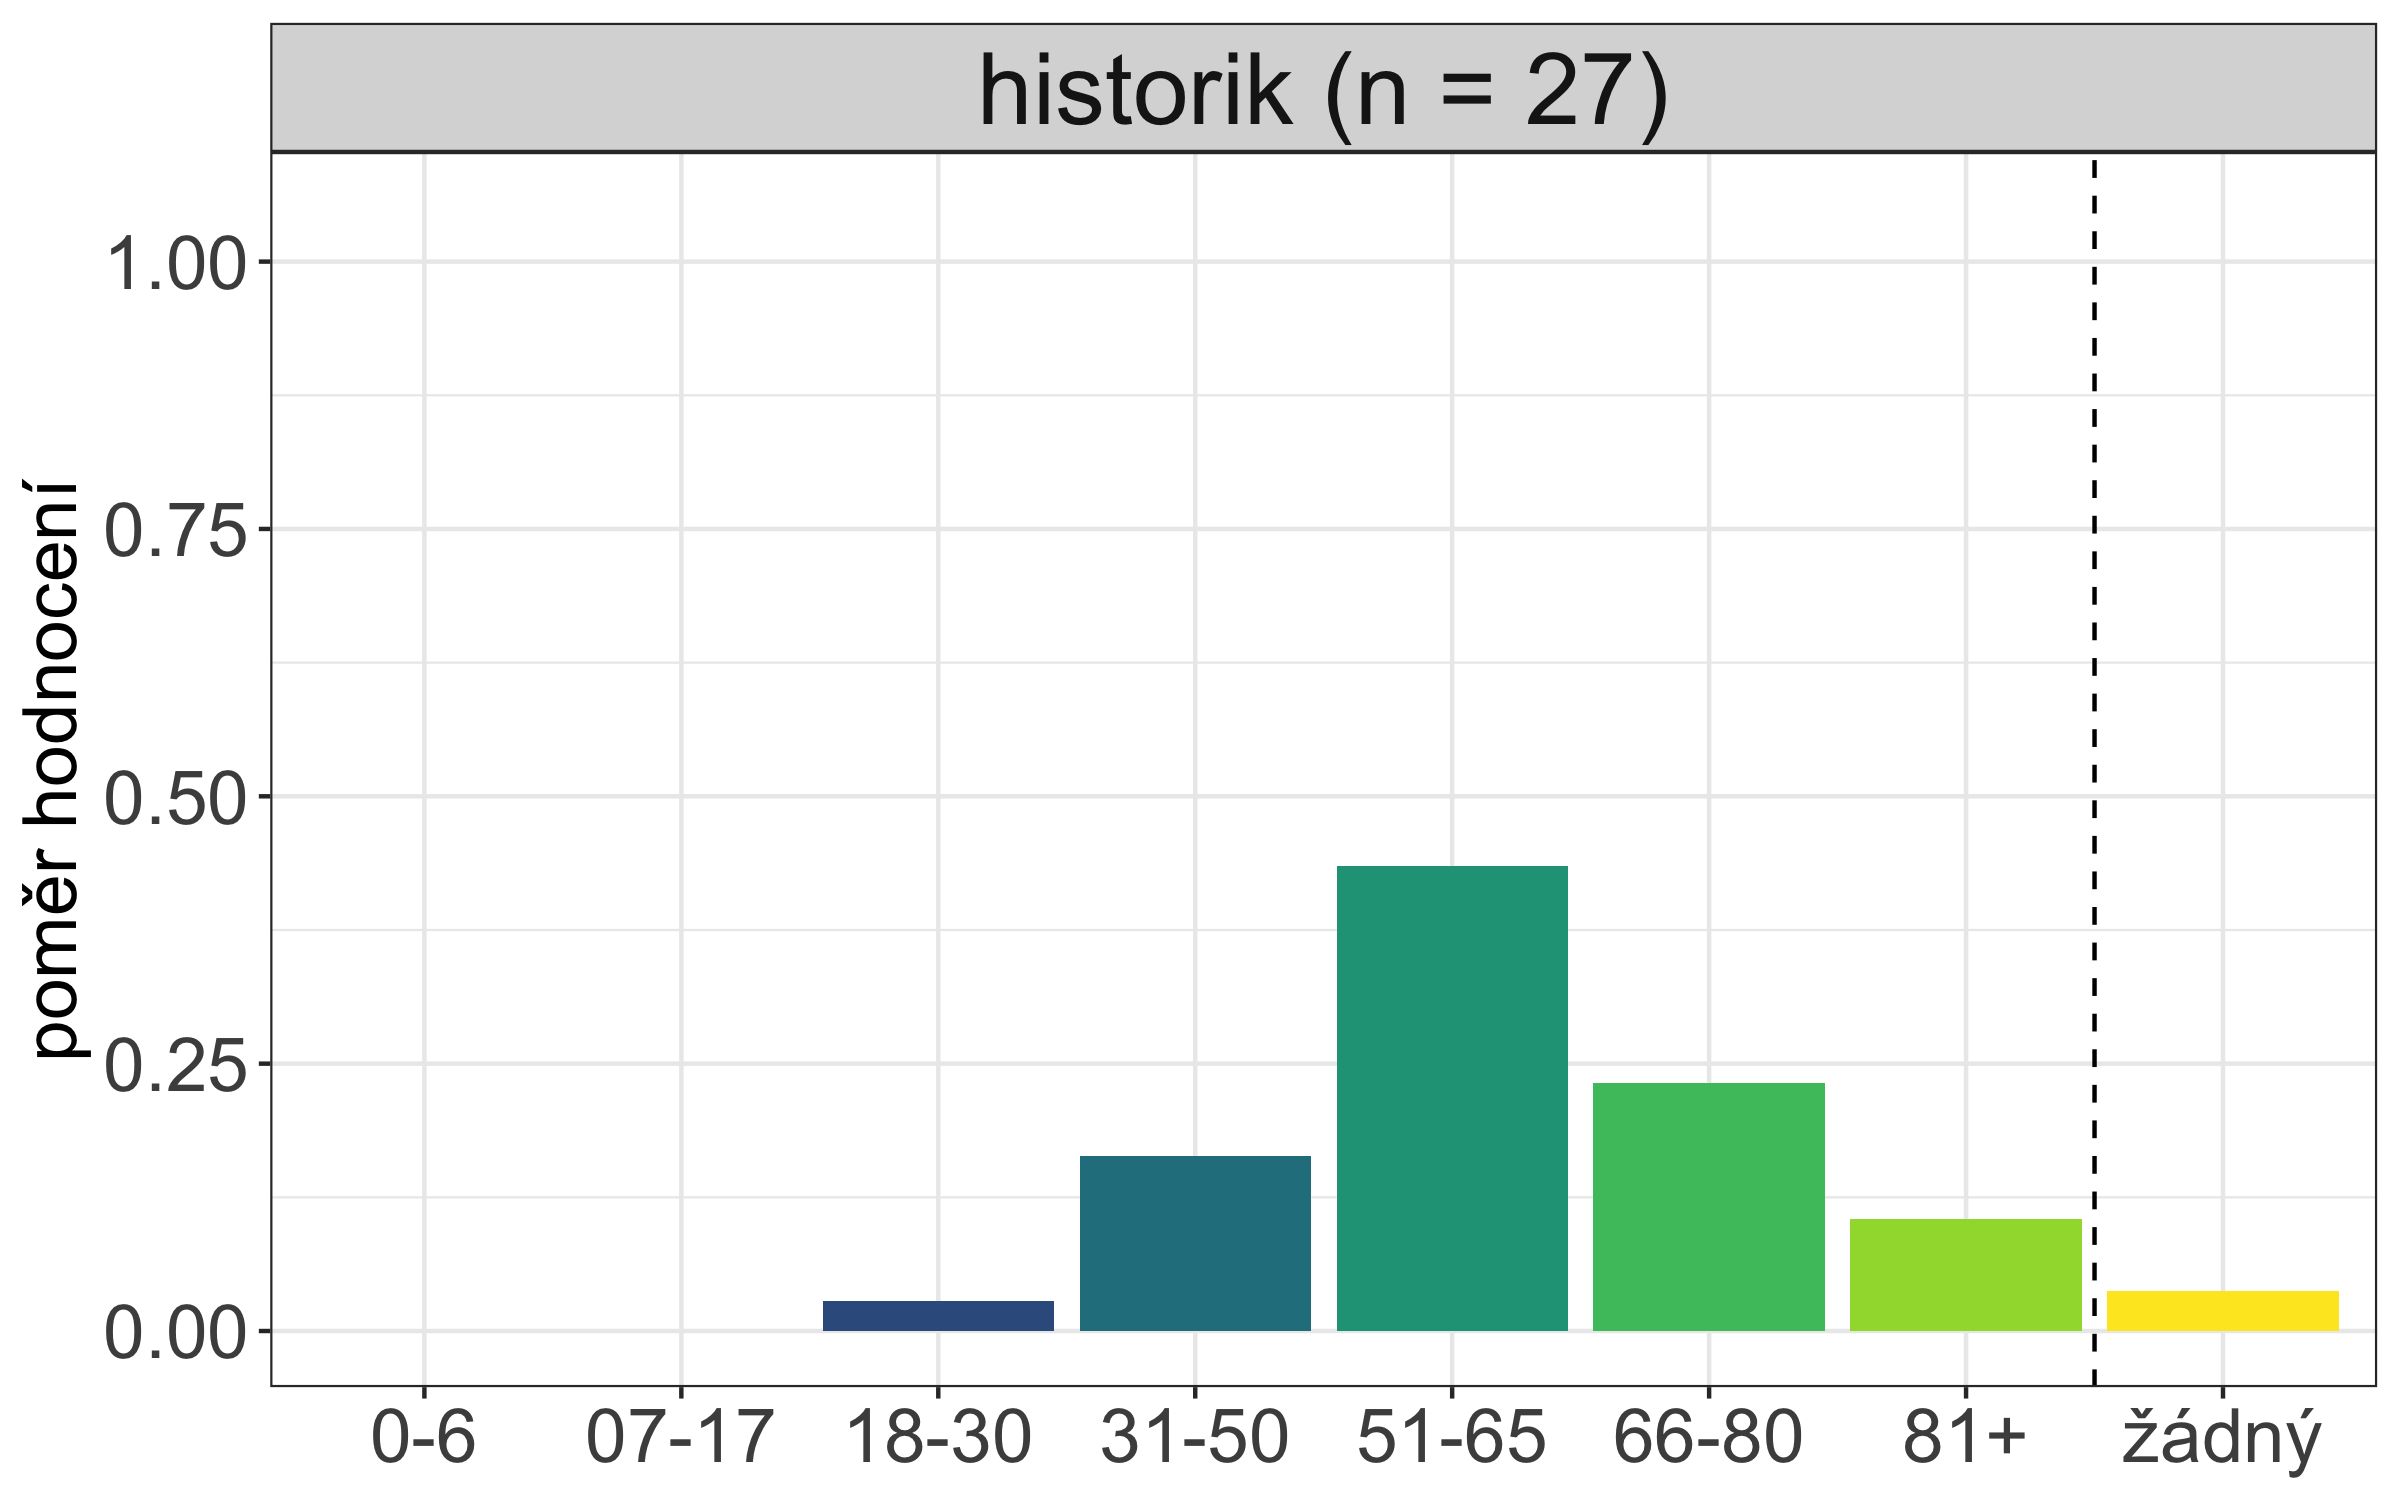 historik (n = 27)
poměr hodnocení
1.00
0.75
0.50
0.25
0.00
0-6 07-17 18-30 31-50 51-65 66-80 81+ žádný